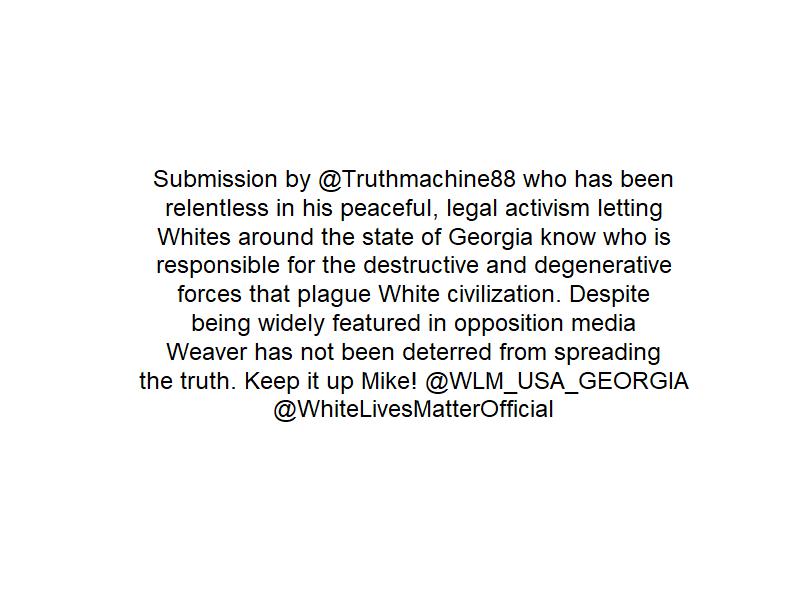 Submission by @Truthmachine88 who has been
relentless in his peaceful, legal activism letting
Whites around the state of Georgia know who is
responsible for the destructive and degenerative
forces that plague White civilization. Despite
being widely featured in opposition media
Weaver has not been deterred from spreading
the truth. Keep it up Mike! @WLM_USA_GEORGIA
@WhiteLivesMatterOfficial